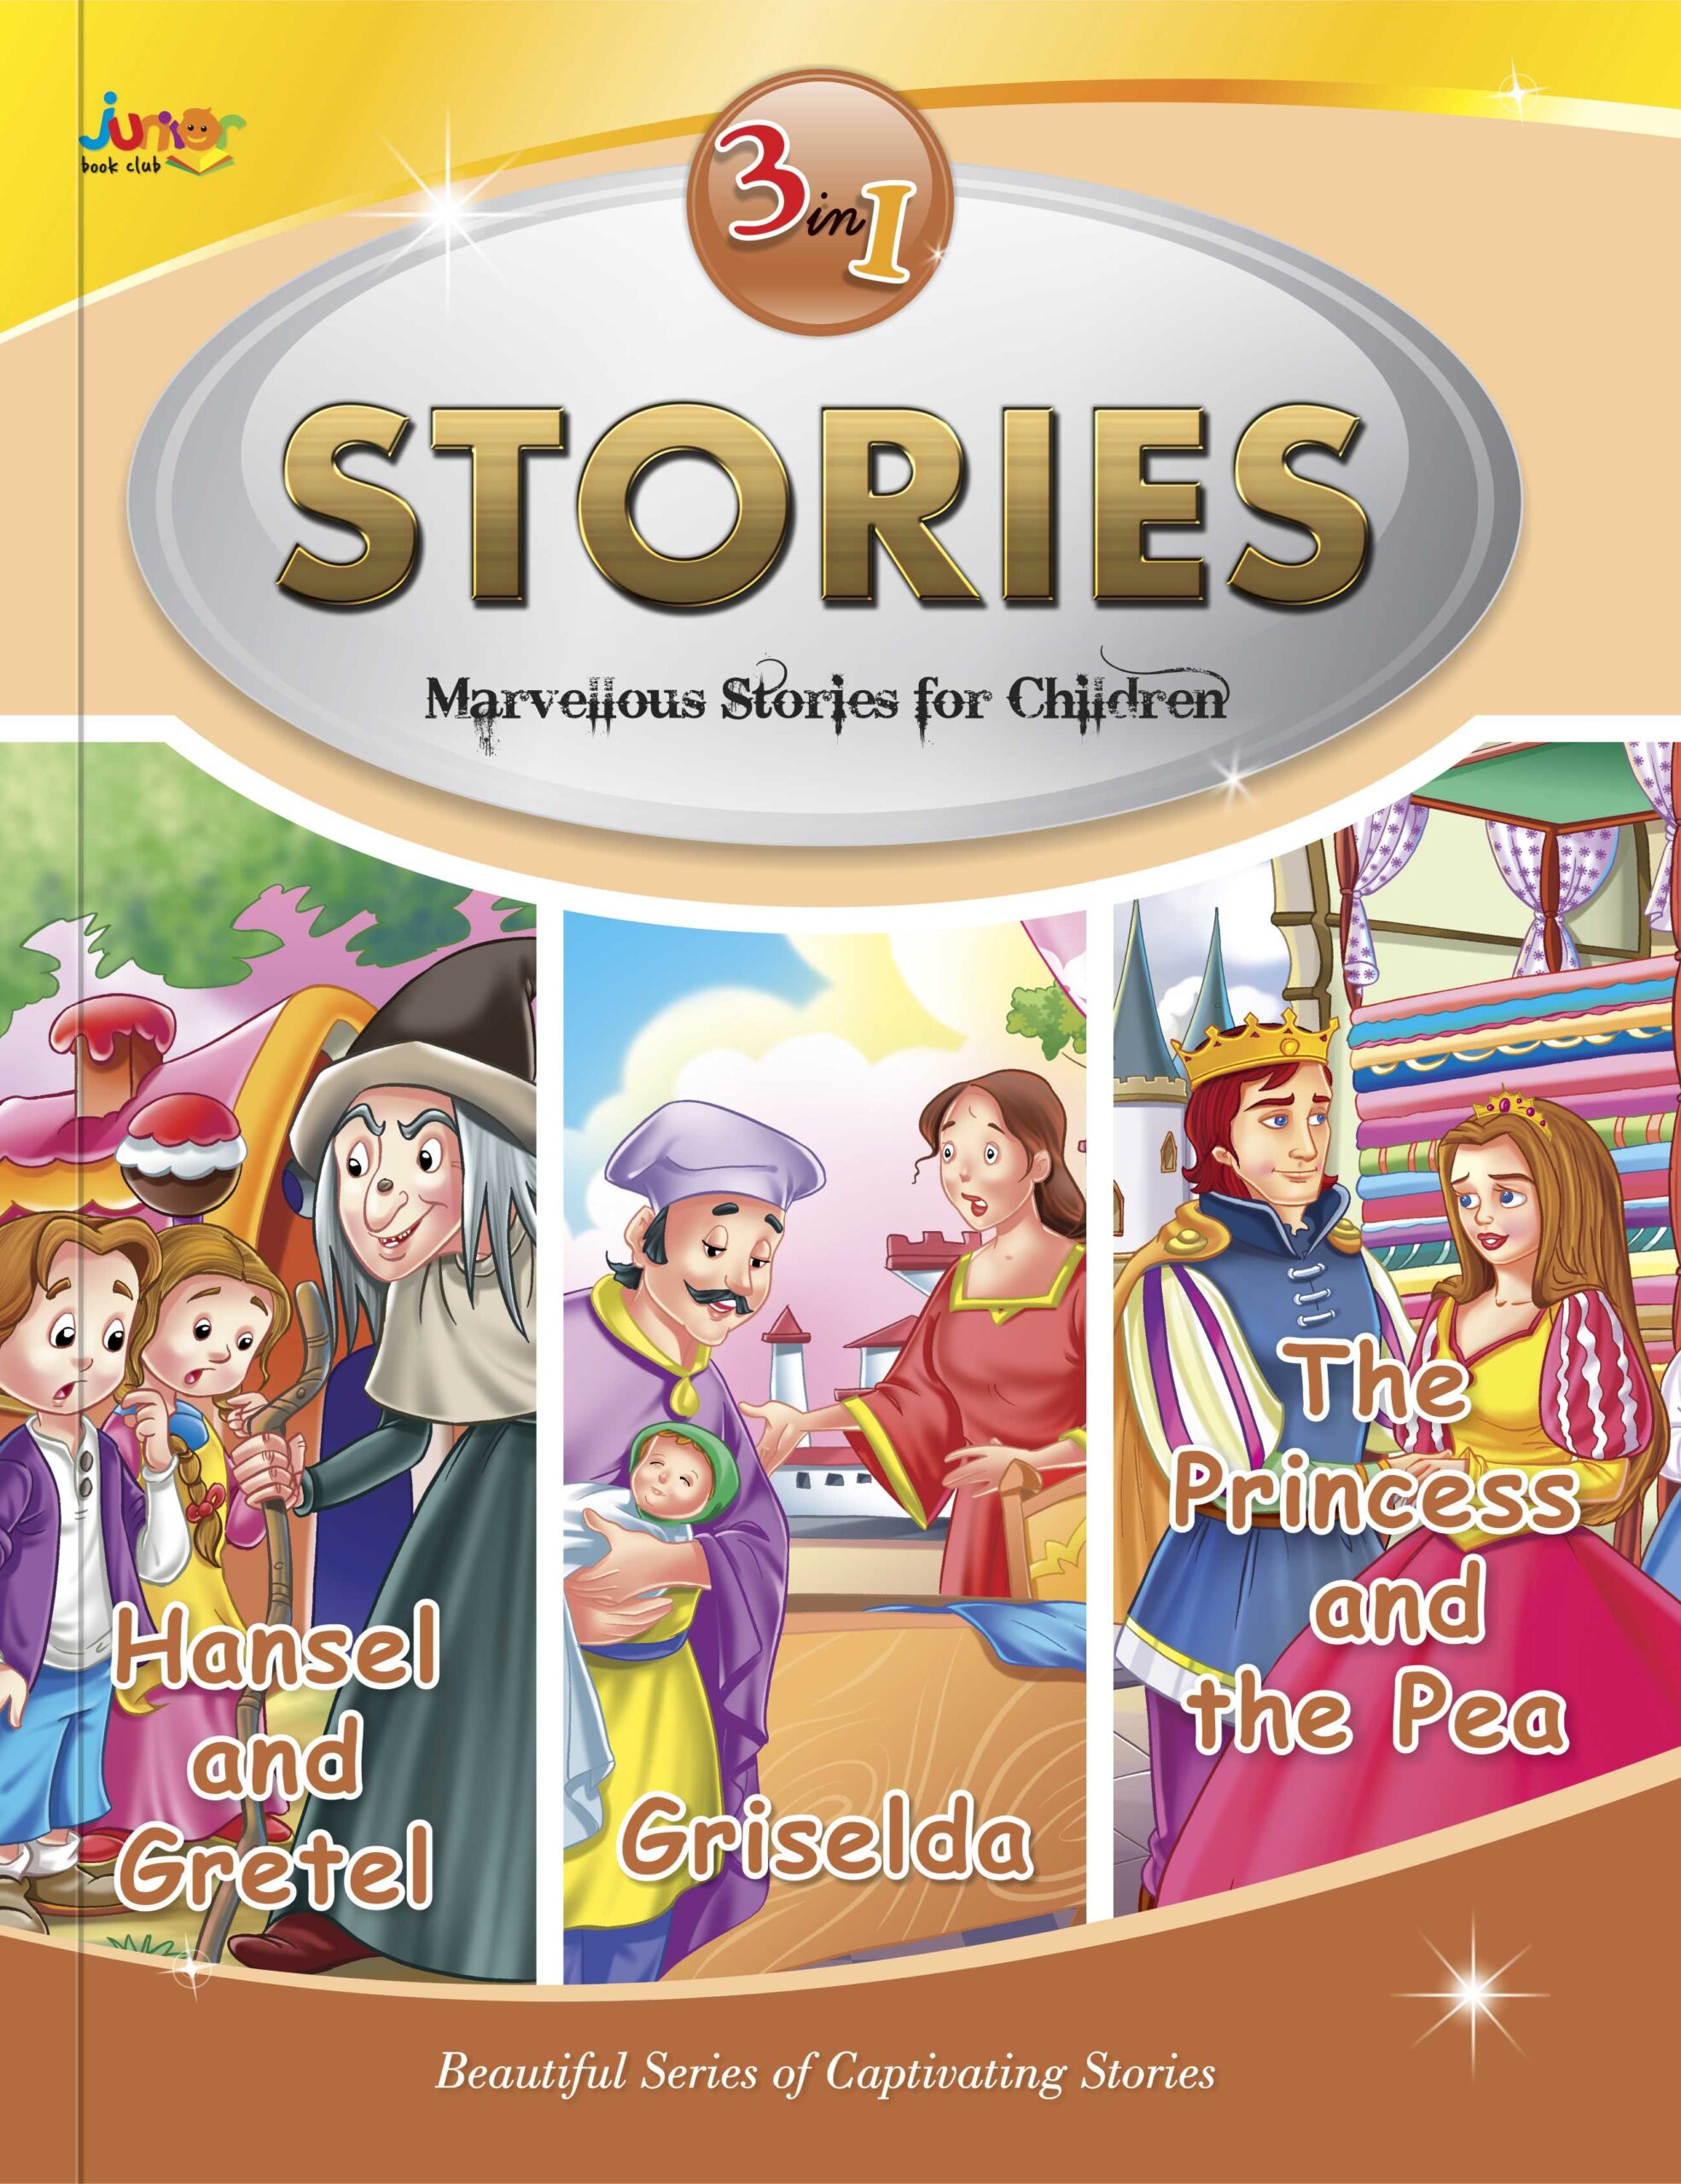 junior
book club
3 in 1
STORIES
Marvellous Stories for Children
Hansel
and
Gretel
Griselda
The
Princess
and
the Pea
Beautiful Series of Captivating Stories